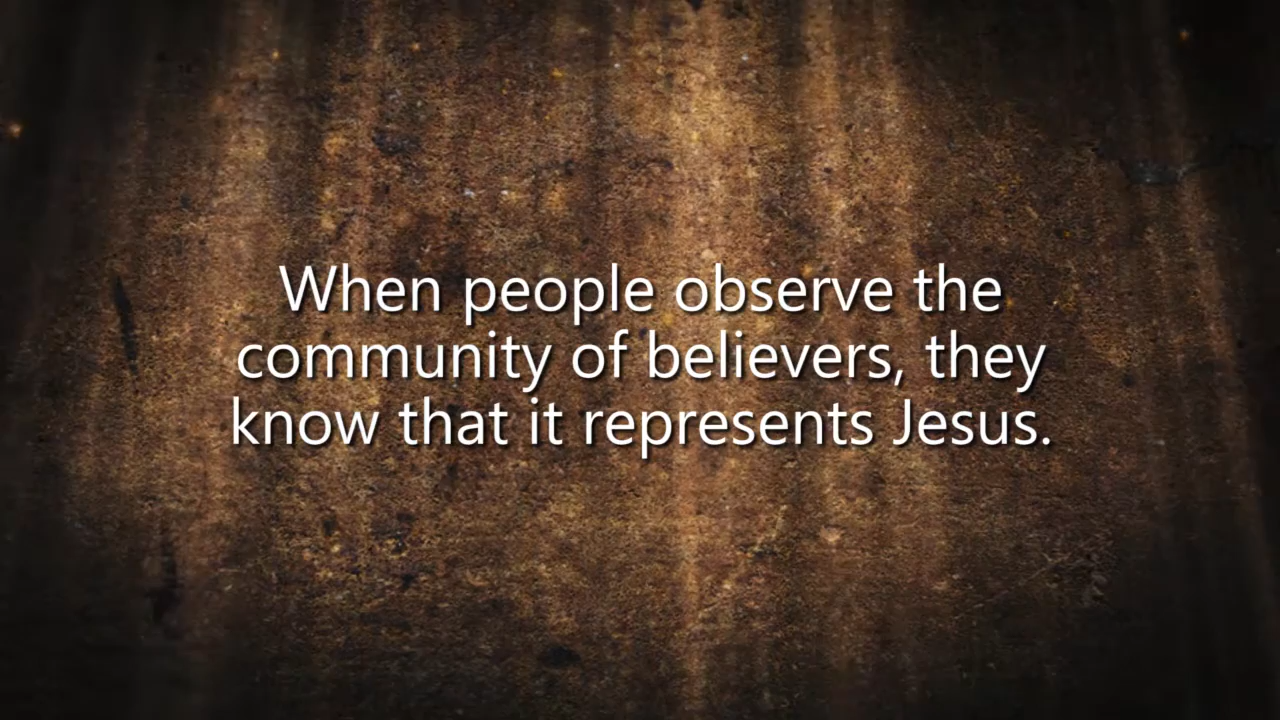 When people observe the
community of believers, they
know that it represents Jesus.